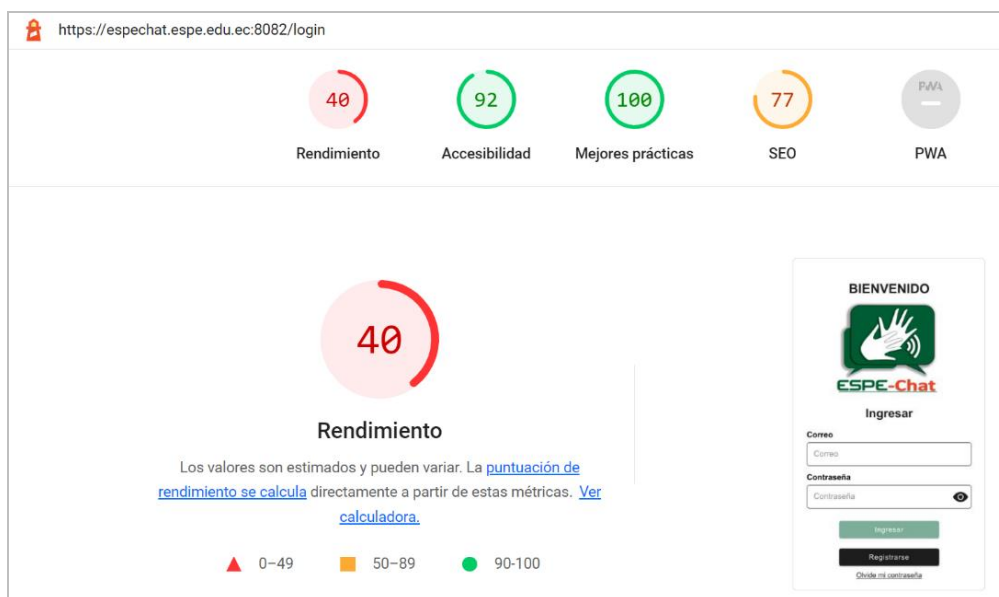 https://espechat.espe.edu.ec:8082/login
40
92
100
77
PWA
Rendimiento
Accesibilidad
Mejores prácticas
SEO
PWA
40
Rendimiento
Los valores son estimados y pueden variar. La puntuación de
rendimiento se calcula directamente a partir de estas métricas. Ver
calculadora.
0–49
50–89
90-100
BIENVENIDO
ESPE-Chat
Ingresar
Correo
Correo
Contraseña
Contraseña
Ingresar
Registrarse
Olvide mi contraseña